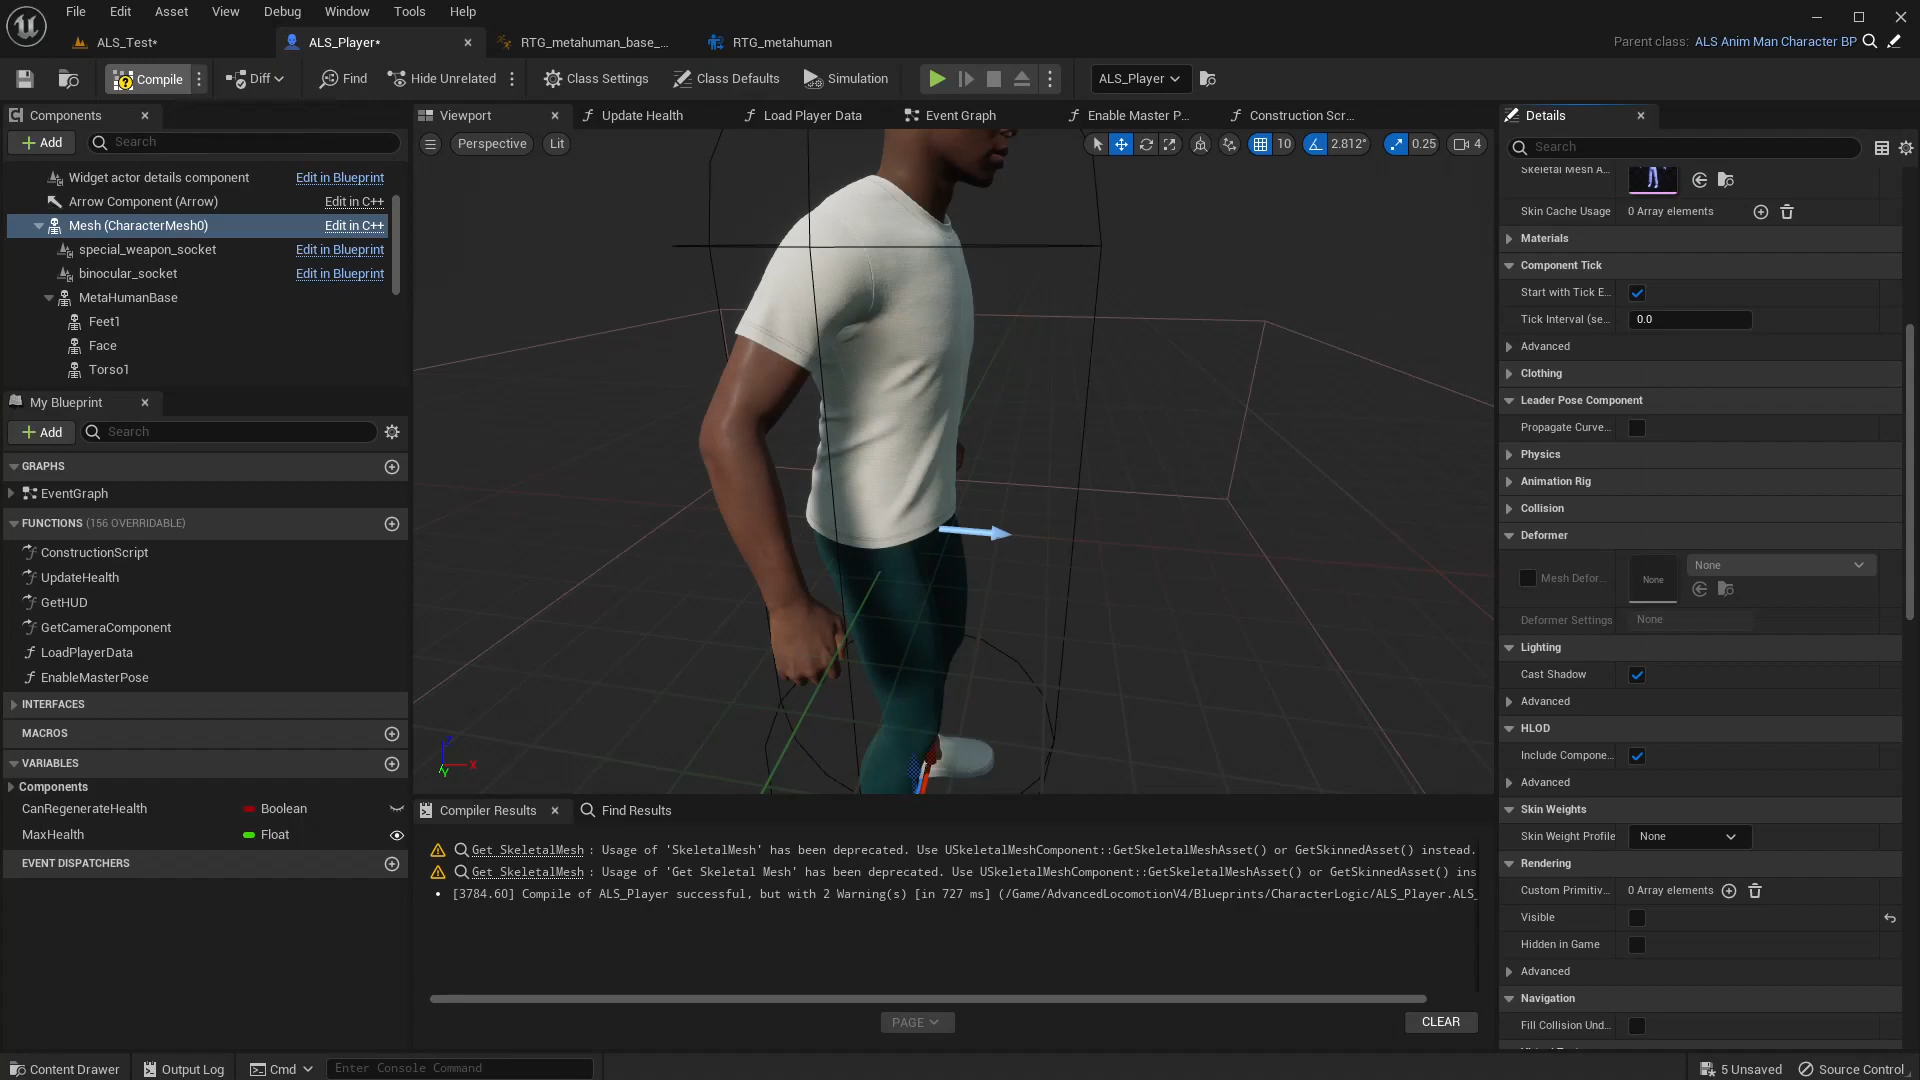 File Edit Asset View Debug Window Tools Help
ALS_Test* ALS_Player* RTG_metahuman_base_... RTG_metahuman
Parent class: ALS Anim Man Character BP
Compile Diff Find Hide Unrelated Class Settings Class Defaults Simulation ALS_Player
Components
Add Search
Widget actor details component Edit in Blueprint
Arrow Component (Arrow) Edit in C++
Mesh (CharacterMesh0) Edit in C++
special_weapon_socket Edit in Blueprint
binocular_socket Edit in Blueprint
MetaHumanBase
Feet1
Face
Torso1
My Blueprint
Add Search
GRAPHS
EventGraph
FUNCTIONS (156 OVERRIDABLE)
ConstructionScript
UpdateHealth
GetHUD
GetCameraComponent
LoadPlayerData
EnableMasterPose
INTERFACES
MACROS
VARIABLES
Components
CanRegenerateHealth Boolean
MaxHealth Float
EVENT DISPATCHERS
Viewport Update Health Load Player Data Event Graph Enable Master P... Construction Scr...
Perspective Lit 10 2.812° 0.25 4
Z
X
Y
Compiler Results Find Results
Get SkeletalMesh : Usage of 'SkeletalMesh' has been deprecated. Use USkeletalMeshComponent::GetSkeletalMeshAsset() or GetSkinnedAsset() instead.
Get SkeletalMesh : Usage of 'Get Skeletal Mesh' has been deprecated. Use USkeletalMeshComponent::GetSkeletalMeshAsset() or GetSkinnedAsset() ins
[3784.60] Compile of ALS_Player successful, but with 2 Warning(s) [in 727 ms] (/Game/AdvancedLocomotionV4/Blueprints/CharacterLogic/ALS_Player.ALS_
PAGE CLEAR
Details
Search
Skeletal Mesh A...
Skin Cache Usage 0 Array elements
Materials
Component Tick
Start with Tick E...
Tick Interval (se... 0.0
Advanced
Clothing
Leader Pose Component
Propagate Curve...
Physics
Animation Rig
Collision
Deformer
Mesh Defor... None None
Deformer Settings None
Lighting
Cast Shadow
Advanced
HLOD
Include Compone...
Advanced
Skin Weights
Skin Weight Profile None
Rendering
Custom Primitiv... 0 Array elements
Visible
Hidden in Game
Advanced
Navigation
Fill Collision Und...
Content Drawer Output Log Cmd Enter Console Command 5 Unsaved Source Control